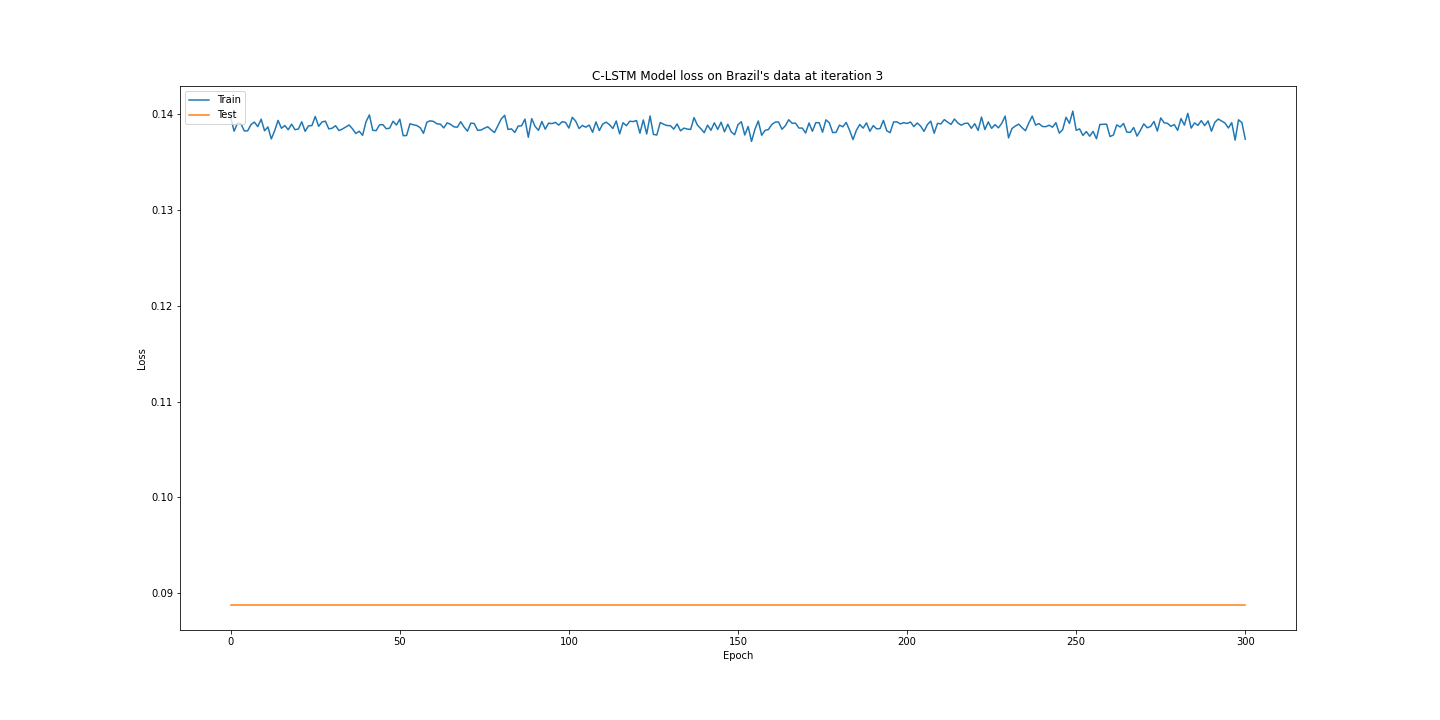 C-LSTM Model loss on Brazil's data at iteration 3
Train
Test
0.14
0.13
0.12
0.11
0.10
0.09
Loss
0
50
100
150
200
250
300
Epoch